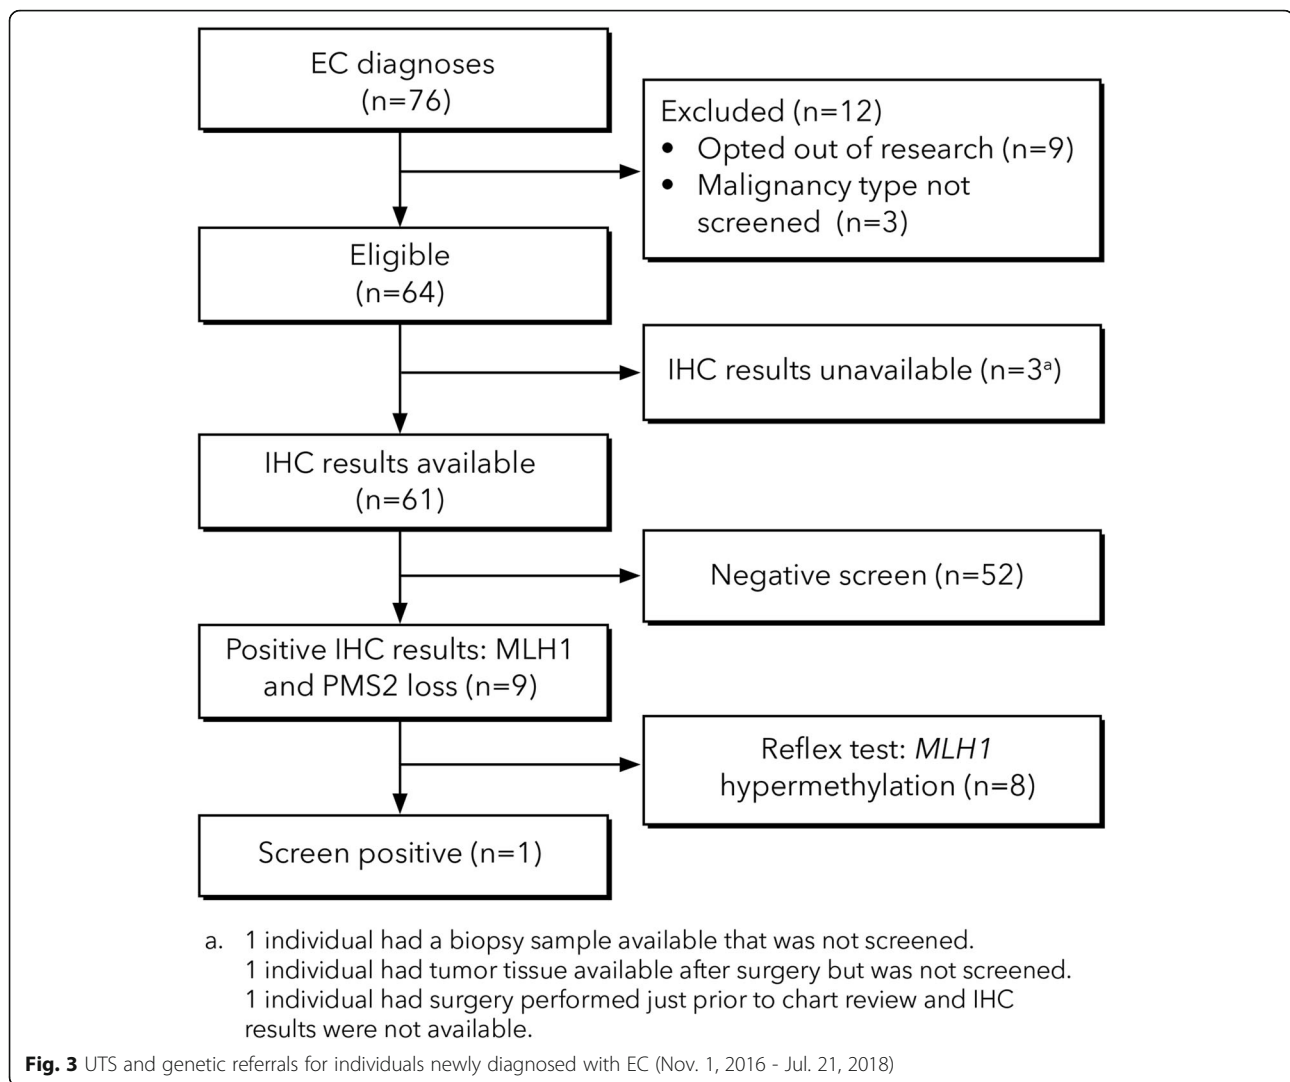 EC diagnoses
(n=76)
Excluded (n=12)
• Opted out of research (n=9)
• Malignancy type not
screened (n=3)
Eligible
(n=64)
IHC results unavailable (n=3ᵃ)
IHC results available
(n=61)
Negative screen (n=52)
Positive IHC results: MLH1
and PMS2 loss (n=9)
Reflex test: MLH1
hypermethylation (n=8)
Screen positive (n=1)
a. 1 individual had a biopsy sample available that was not screened.
1 individual had tumor tissue available after surgery but was not screened.
1 individual had surgery performed just prior to chart review and IHC
results were not available.
Fig. 3 UTS and genetic referrals for individuals newly diagnosed with EC (Nov. 1, 2016 - Jul. 21, 2018)